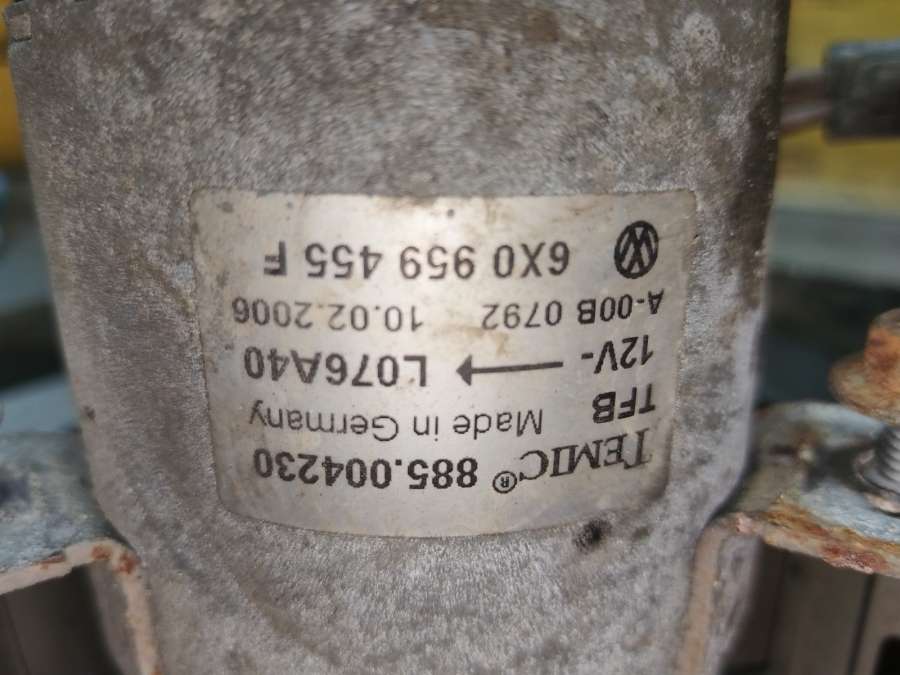 TEMIC® 885.004230
TFB Made in Germany
12V- → L076A40
A-00B 0792 10.02.2006
6X0 959 455 F